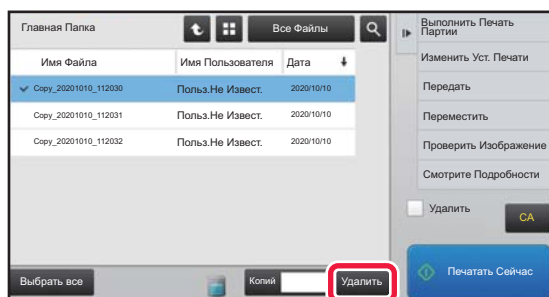 Главная Папка
Все Файлы
Имя Файла
Имя Пользователя
Дата
Copy_20201010_112030
Польз.Не Извест.
2020/10/10
Copy_20201010_112031
Польз.Не Извест.
2020/10/10
Copy_20201010_112032
Польз.Не Извест.
2020/10/10
Выбрать все
Копий
Удалить
Выполнить Печать
Партии
Изменить Уст. Печати
Передать
Переместить
Проверить Изображение
Смотрите Подробности
Удалить
CA
Печатать Сейчас